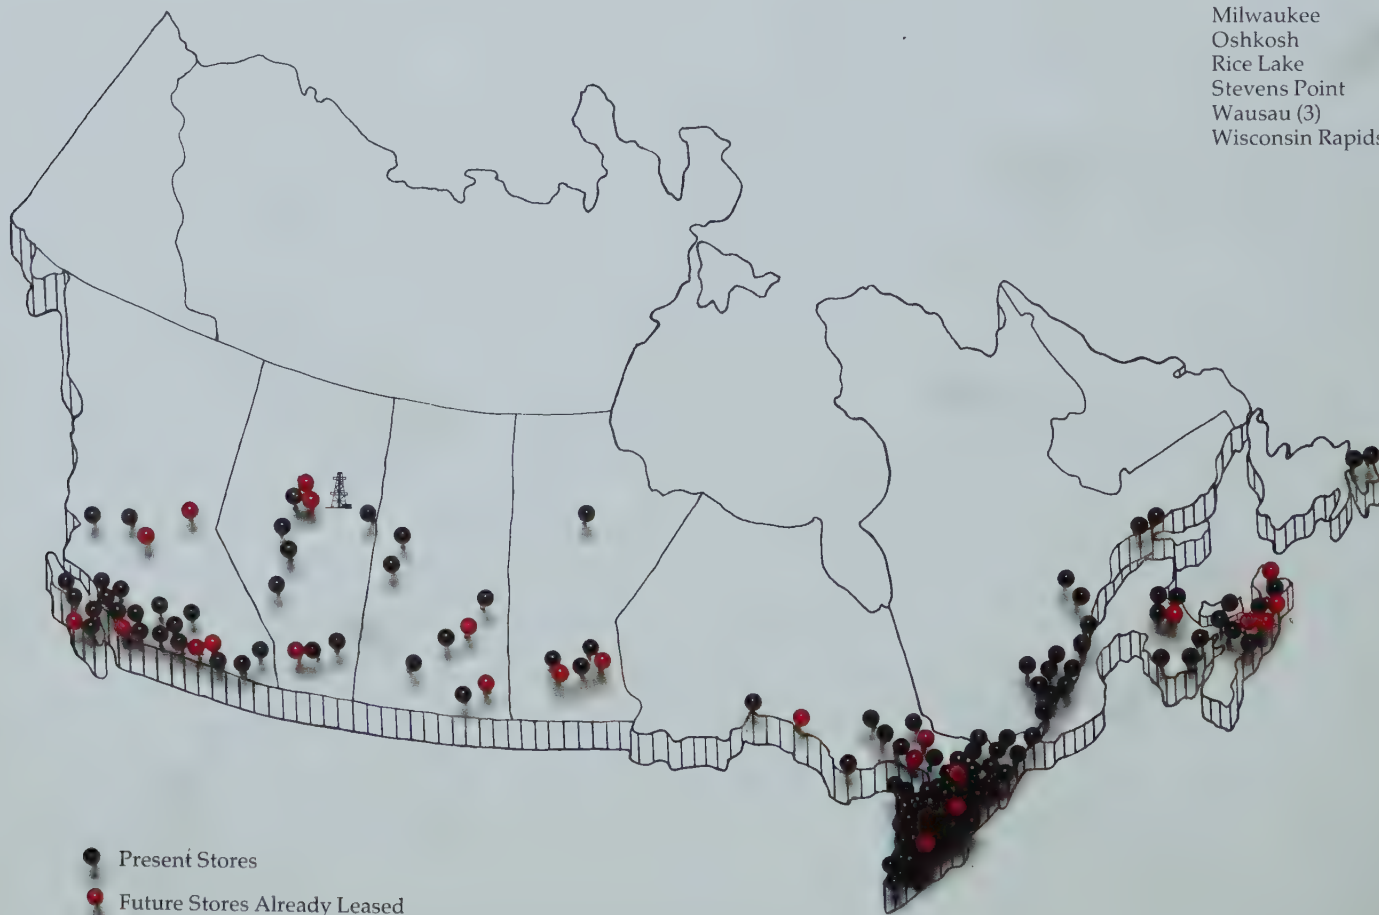 Milwaukee
Oshkosh
Rice Lake
Stevens Point
Wausau (3)
Wisconsin Rapids
Present Stores
Future Stores Already Leased